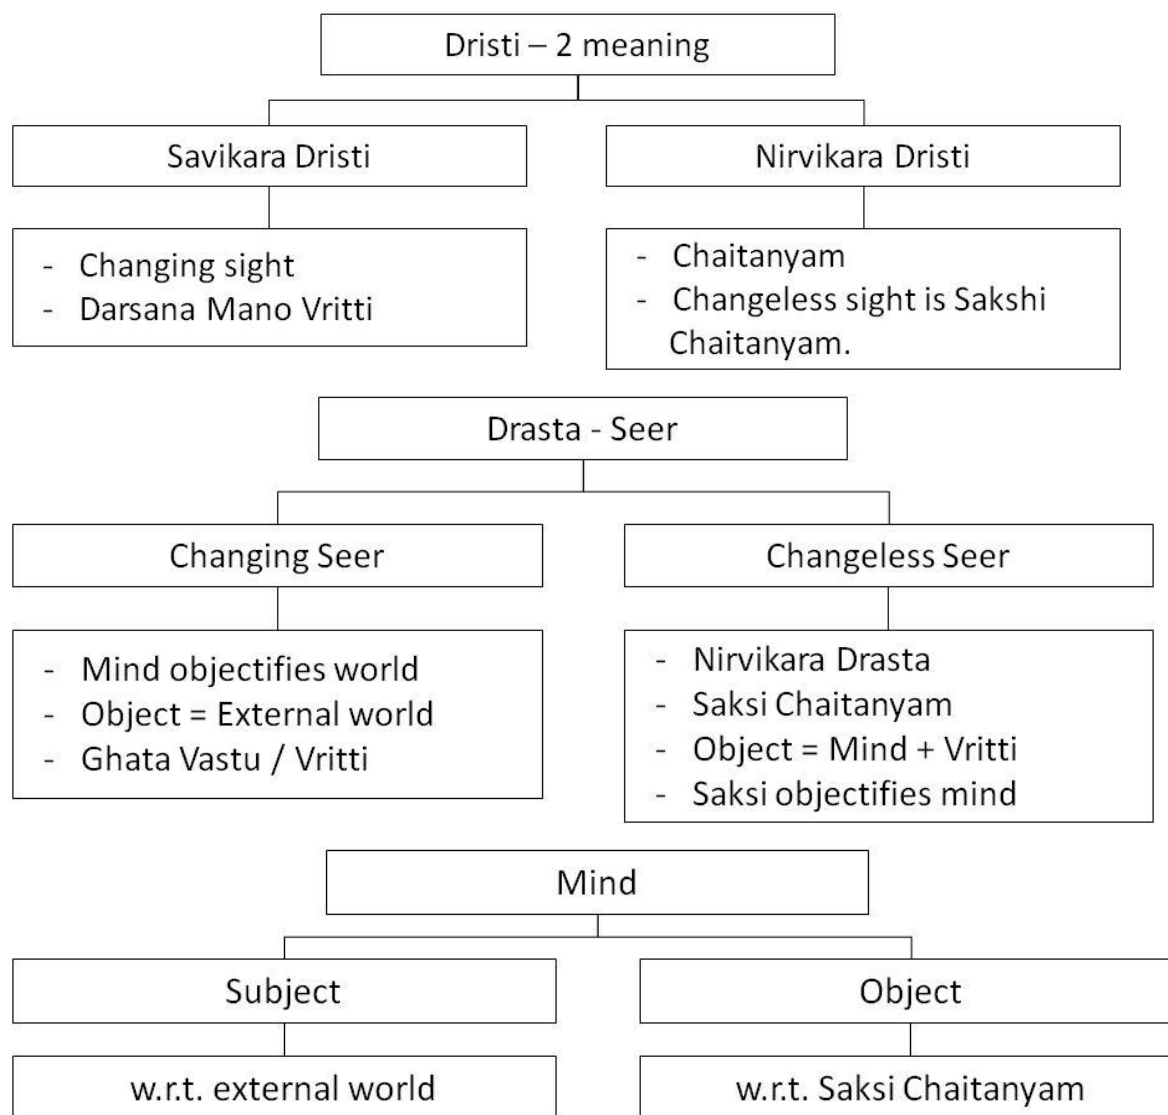 Dristi – 2 meaning
Savikara Dristi
Nirvikara Dristi
- Changing sight
- Darsana Mano Vritti
- Chaitanyam
- Changeless sight is Sakshi
Chaitanyam.
Drasta - Seer
Changing Seer
Changeless Seer
- Mind objectifies world
- Object = External world
- Ghata Vastu / Vritti
- Nirvikara Drasta
- Saksi Chaitanyam
- Object = Mind + Vritti
- Saksi objectifies mind
Mind
Subject
Object
w.r.t. external world
w.r.t. Saksi Chaitanyam